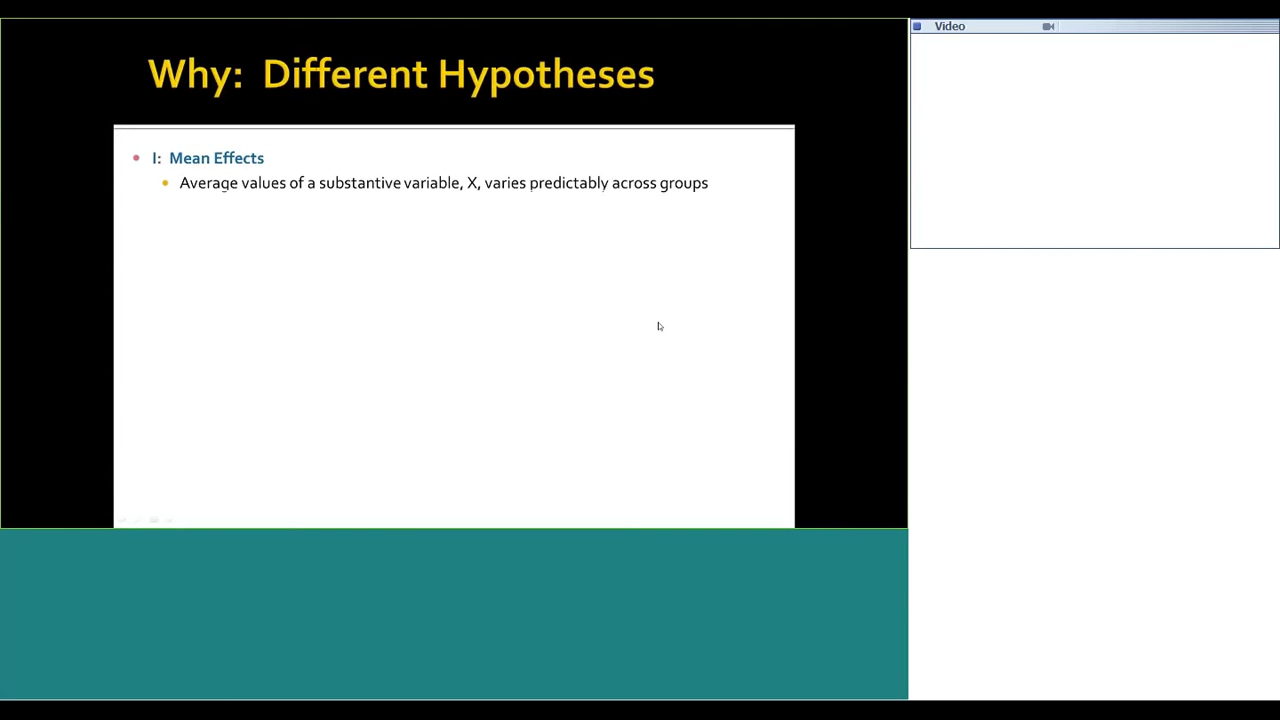 Why: Different Hypotheses
Video
I: Mean Effects
Average values of a substantive variable, X, varies predictably across groups